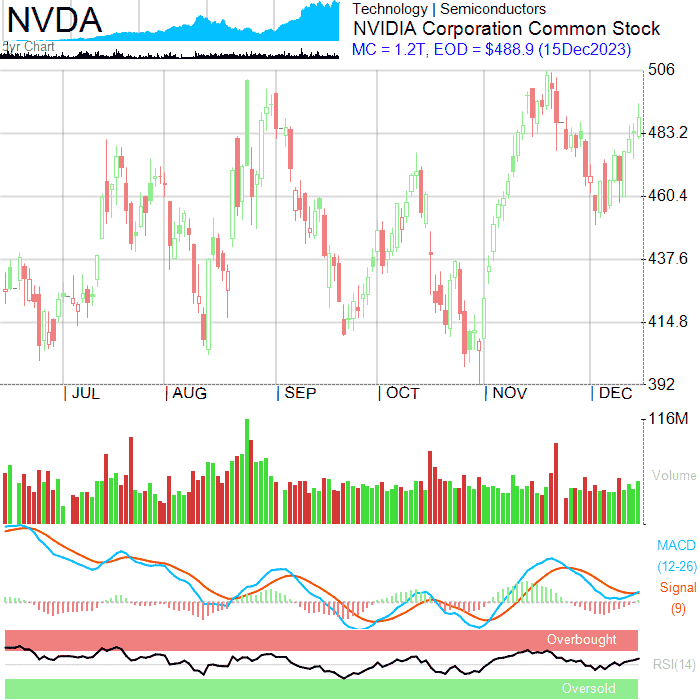 NVDA
5yr Chart
Technology | Semiconductors
NVIDIA Corporation Common Stock
MC = 1.2T, EOD = $488.9 (15Dec2023)
506
483.2
460.4
437.6
414.8
392
| JUL | AUG | SEP | OCT | NOV | DEC
116M
Volume
MACD
(12-26)
Signal
(9)
Overbought
RSI(14)
Oversold